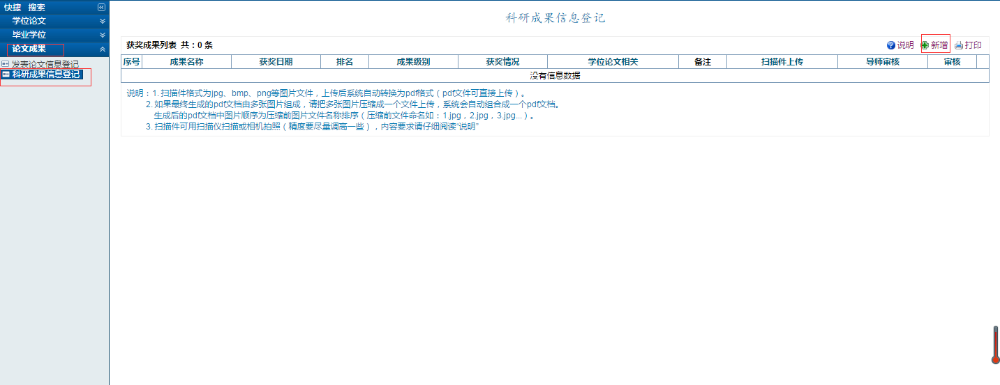 快捷 搜索
学位论文
毕业学位
论文成果
发表论文信息登记
科研成果信息登记
科研成果信息登记
获奖成果列表 共：0 条
说明 新增 打印
序号 成果名称 获奖日期 排名 成果级别 获奖情况 学位论文相关 备注 扫描件上传 导师审核 审核
没有信息数据
说明：1. 扫描件格式为jpg、bmp、png等图片文件，上传后系统自动转换为pdf格式（pdf文件可直接上传）。
2. 如果最终生成的pdf文档由多张图片组成，请把多张图片压缩成一个文件上传，系统会自动组合成一个pdf文档。
生成后的pdf文档中图片顺序为压缩前图片文件名称排序（压缩前文件命名如：1.jpg，2.jpg，3.jpg...）。
3. 扫描件可用扫描仪扫描或相机拍照（精度要尽量调高一些），内容要求请仔细阅读“说明”